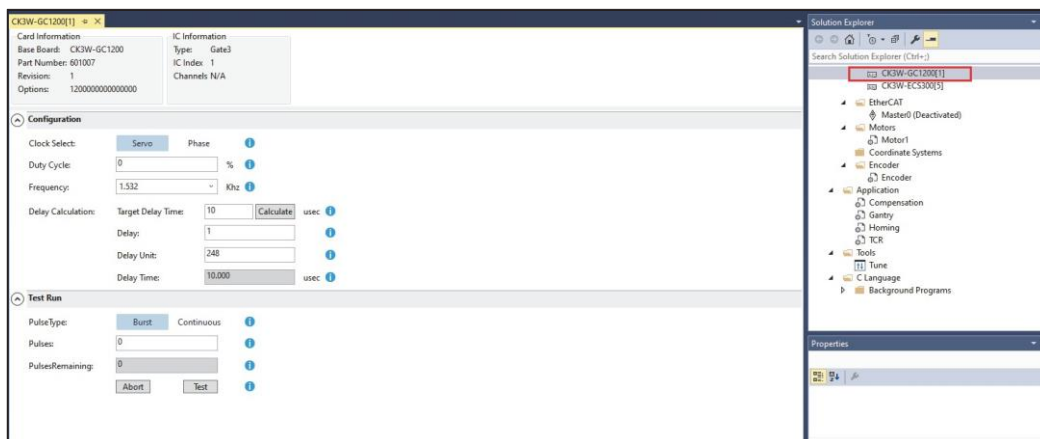 CK3W-GC1200[1]
Card Information
Base Board: CK3W-GC1200
Part Number: 601007
Revision: 1
Options: 1200000000000000
IC Information
Type: Gate3
IC Index 1
Channels N/A
Configuration
Clock Select: Servo Phase
Duty Cycle: 0 %
Frequency: 1.532 Khz
Delay Calculation: Target Delay Time: 10 Calculate usec
Delay: 1
Delay Unit: 248
Delay Time: 10.000 usec
Test Run
PulseType: Burst Continuous
Pulses: 0
PulsesRemaining: 0
Abort Test
Solution Explorer
Search Solution Explorer (Ctrl+;)
CK3W-GC1200[1]
CK3W-ECS300[5]
EtherCAT
Master0 (Deactivated)
Motors
Motor1
Coordinate Systems
Encoder
Encoder
Application
Compensation
Gantry
Homing
TCR
Tools
Tune
C Language
Background Programs
Properties